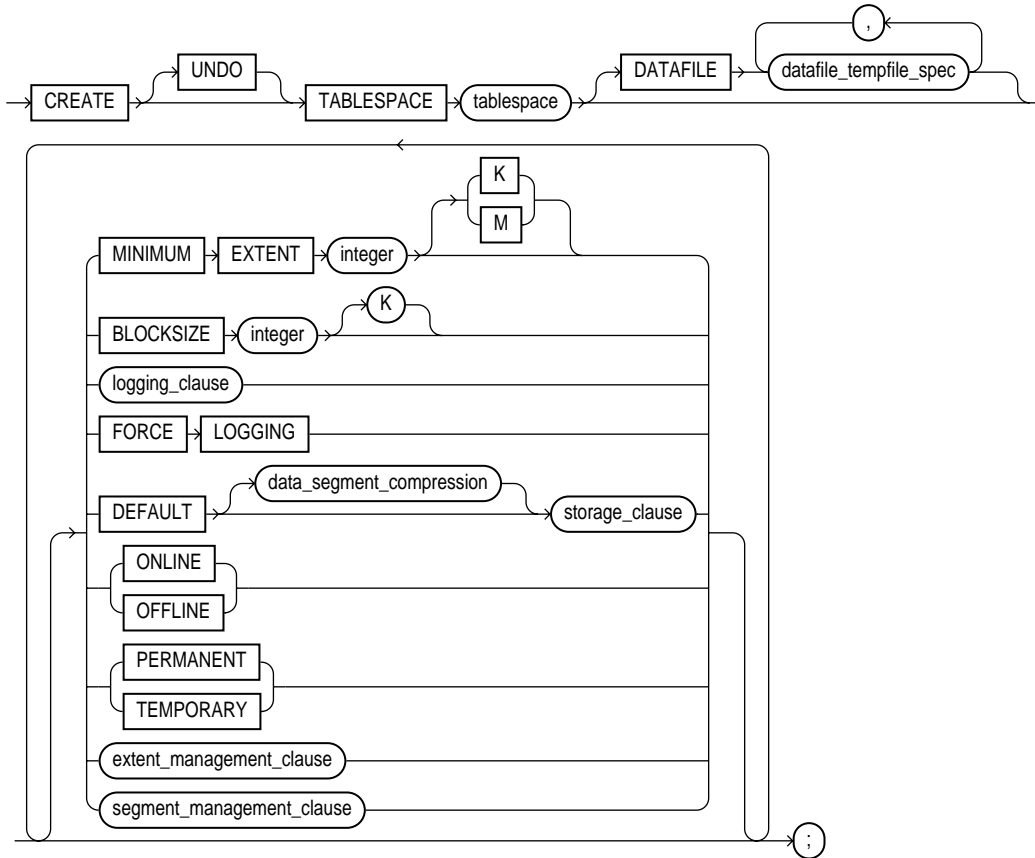 ,
UNDO DATAFILE datafile_tempfile_spec
CREATE TABLESPACE tablespace
K
MINIMUM EXTENT integer M
K
BLOCKSIZE integer
logging_clause
FORCE LOGGING
data_segment_compression
DEFAULT storage_clause
ONLINE
OFFLINE
PERMANENT
TEMPORARY
extent_management_clause
segment_management_clause
;